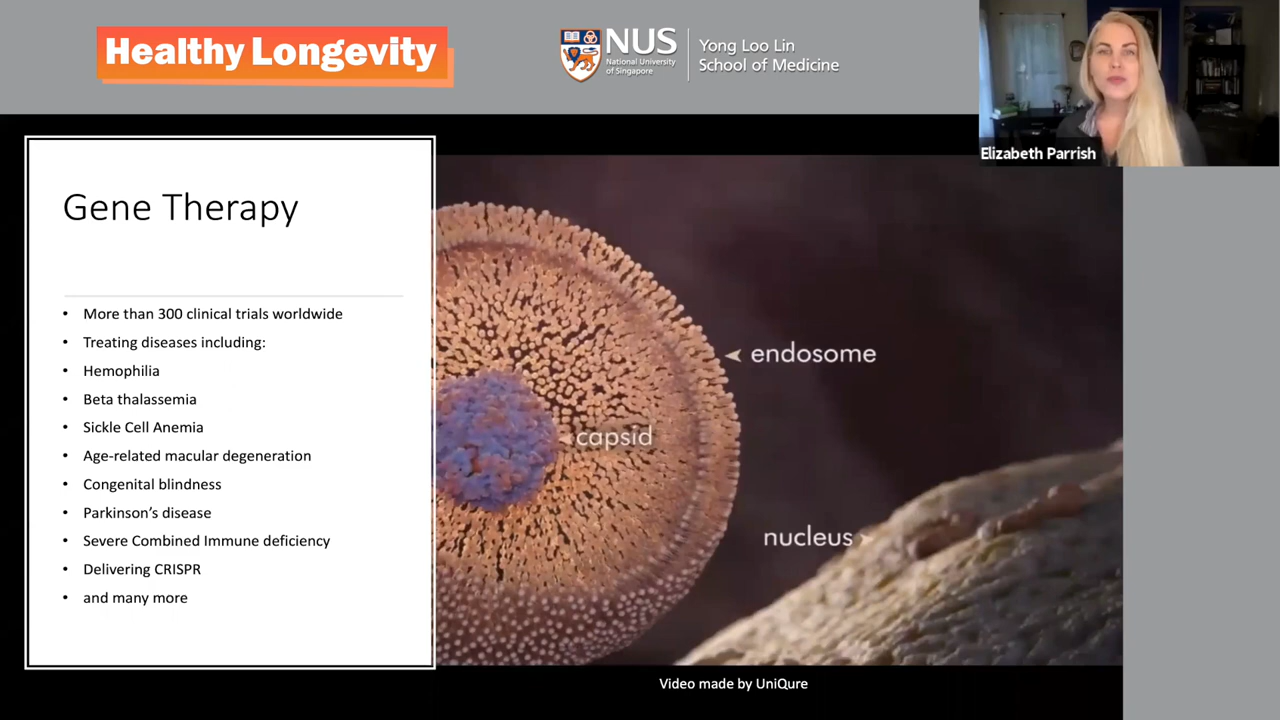 Healthy Longevity
NUS
National University
of Singapore
Yong Loo Lin
School of Medicine
Elizabeth Parrish
Gene Therapy
• More than 300 clinical trials worldwide
• Treating diseases including:
• Hemophilia
• Beta thalassemia
• Sickle Cell Anemia
• Age-related macular degeneration
• Congenital blindness
• Parkinson's disease
• Severe Combined Immune deficiency
• Delivering CRISPR
• and many more
endosome
capsid
nucleus
Video made by UniQure